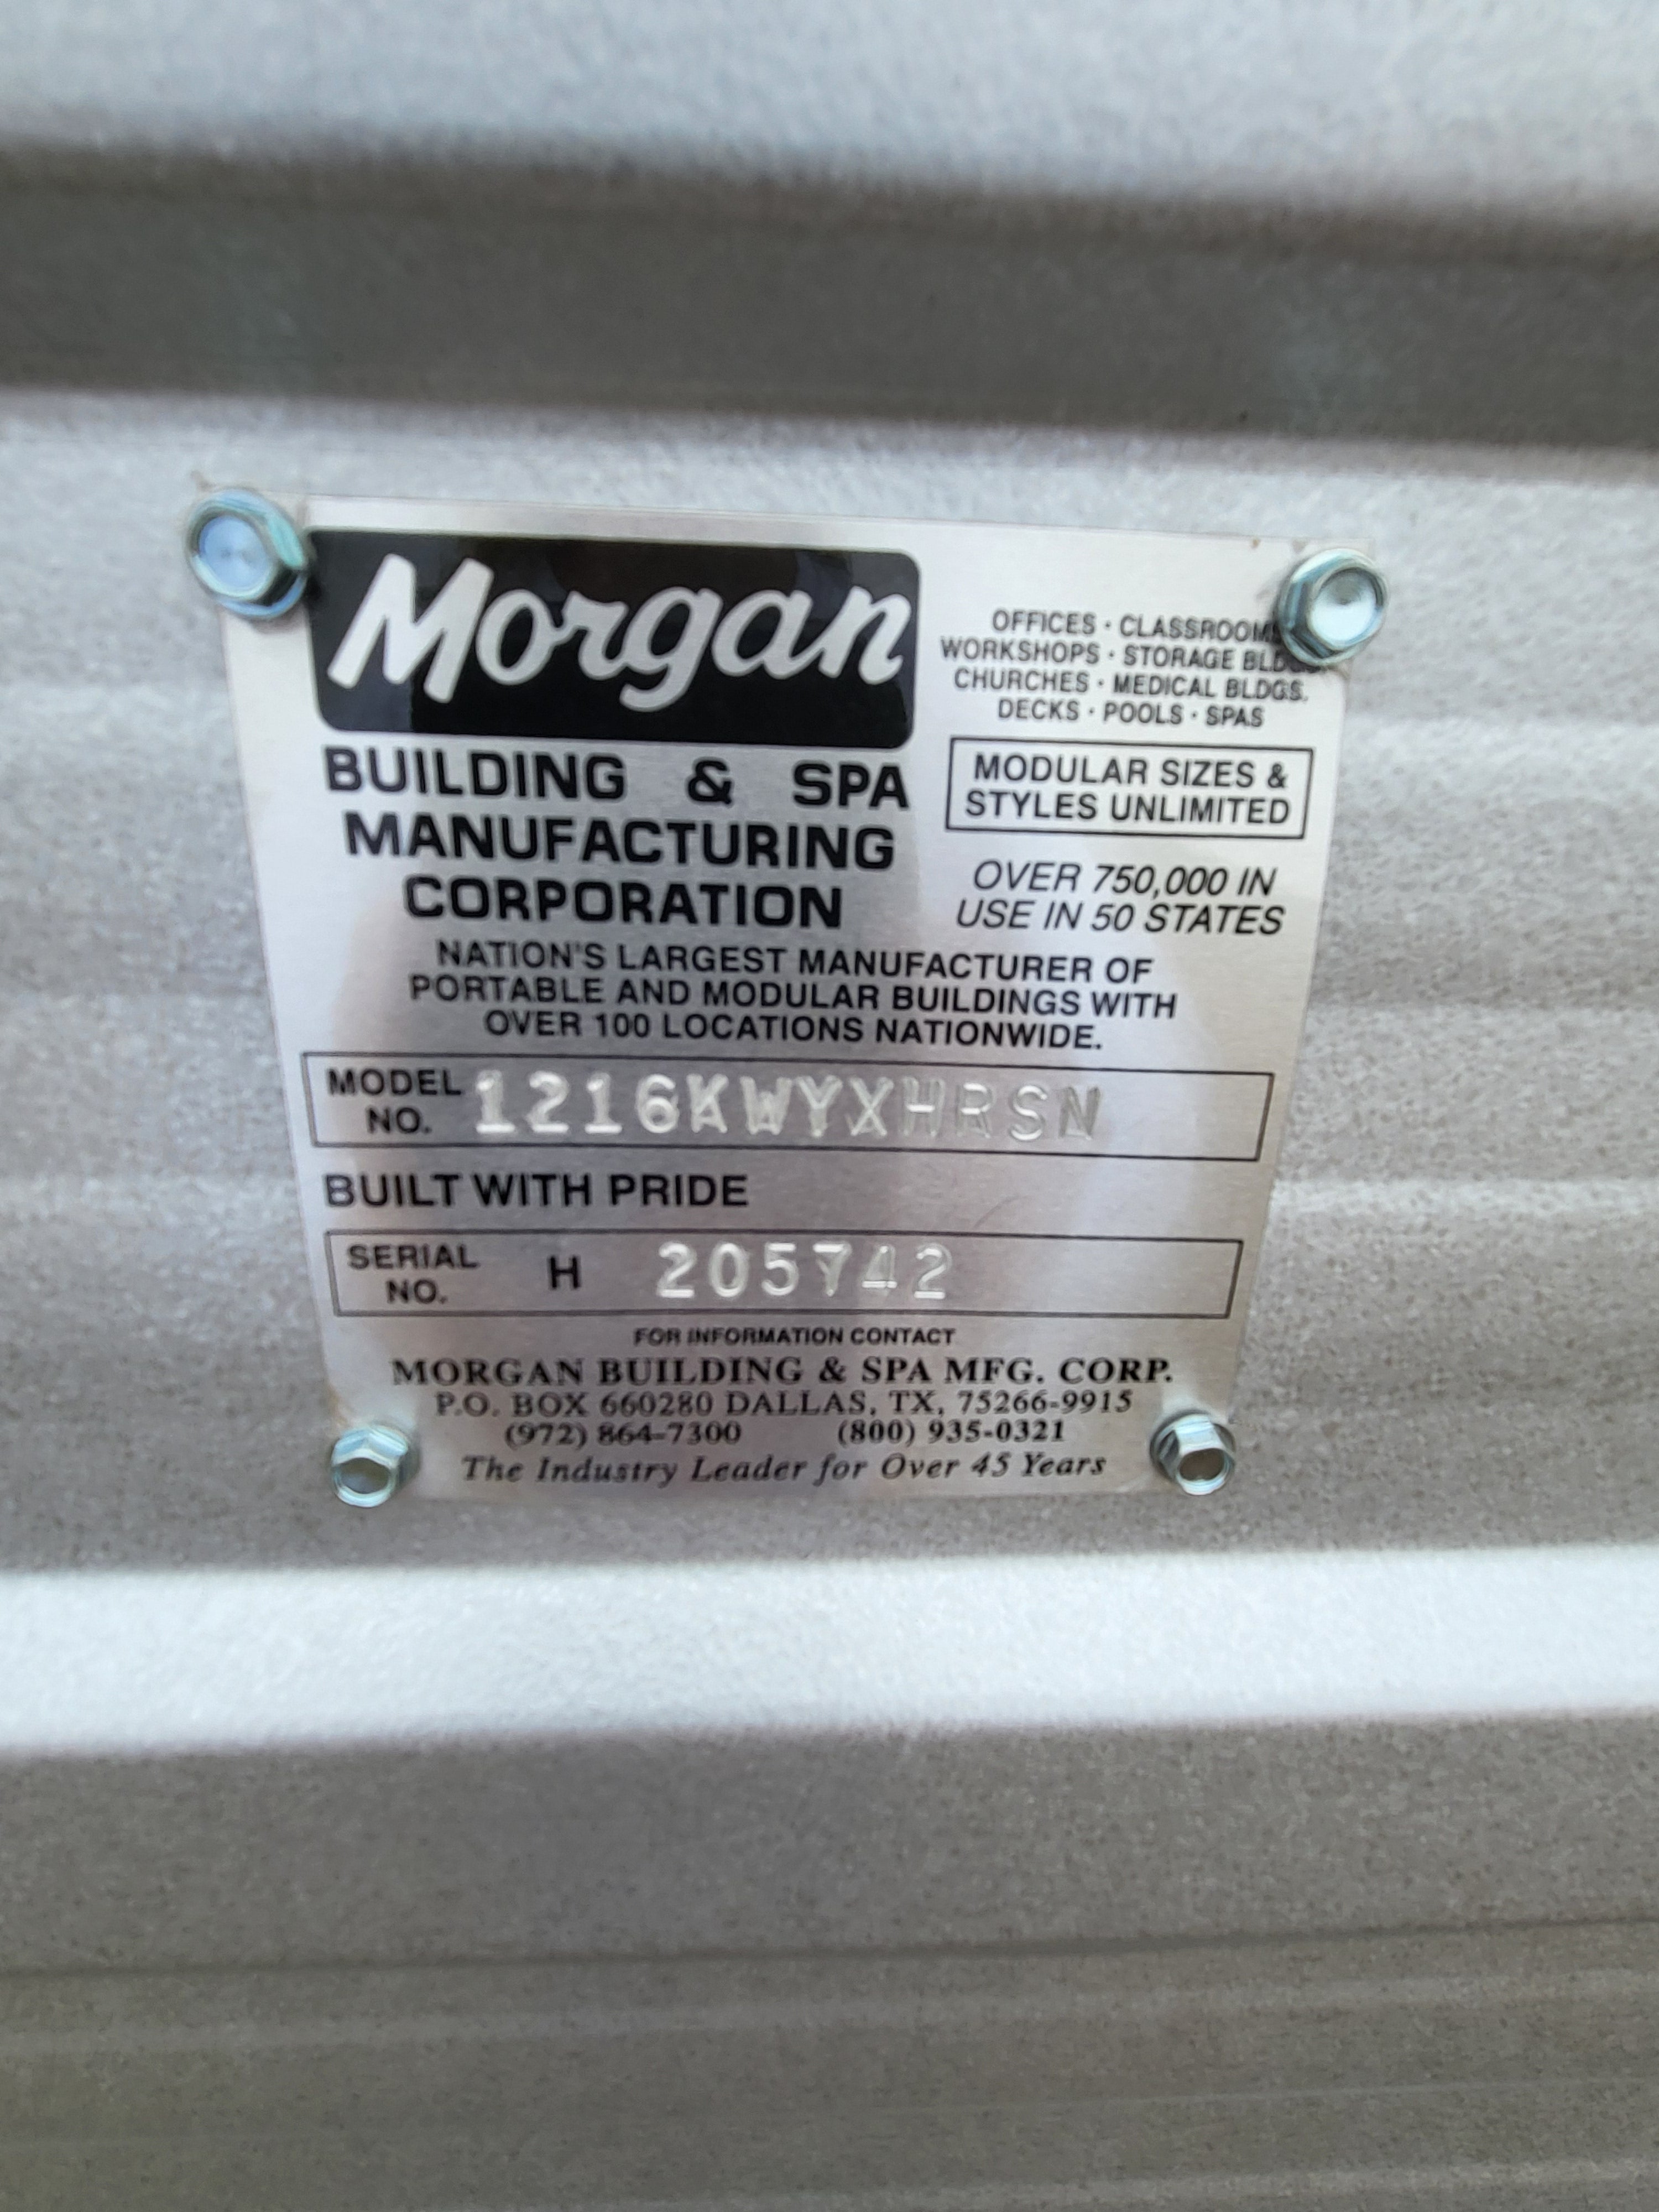 Morgan
BUILDING & SPA
MANUFACTURING
CORPORATION
OFFICES · CLASSROOMS
WORKSHOPS · STORAGE
CHURCHES · MEDICAL BLDGS.
DECKS · POOLS · SPAS
MODULAR SIZES &
STYLES UNLIMITED
OVER 750,000 IN
USE IN 50 STATES
NATION'S LARGEST MANUFACTURER OF
PORTABLE AND MODULAR BUILDINGS WITH
OVER 100 LOCATIONS NATIONWIDE.
MODEL NO. 1216KWYXHRSN
BUILT WITH PRIDE
SERIAL NO. H 205742
FOR INFORMATION CONTACT
MORGAN BUILDING & SPA MFG. CORP.
P.O. BOX 660280 DALLAS, TX, 75266-9915
(972) 864-7300 (800) 935-0321
The Industry Leader for Over 45 Years